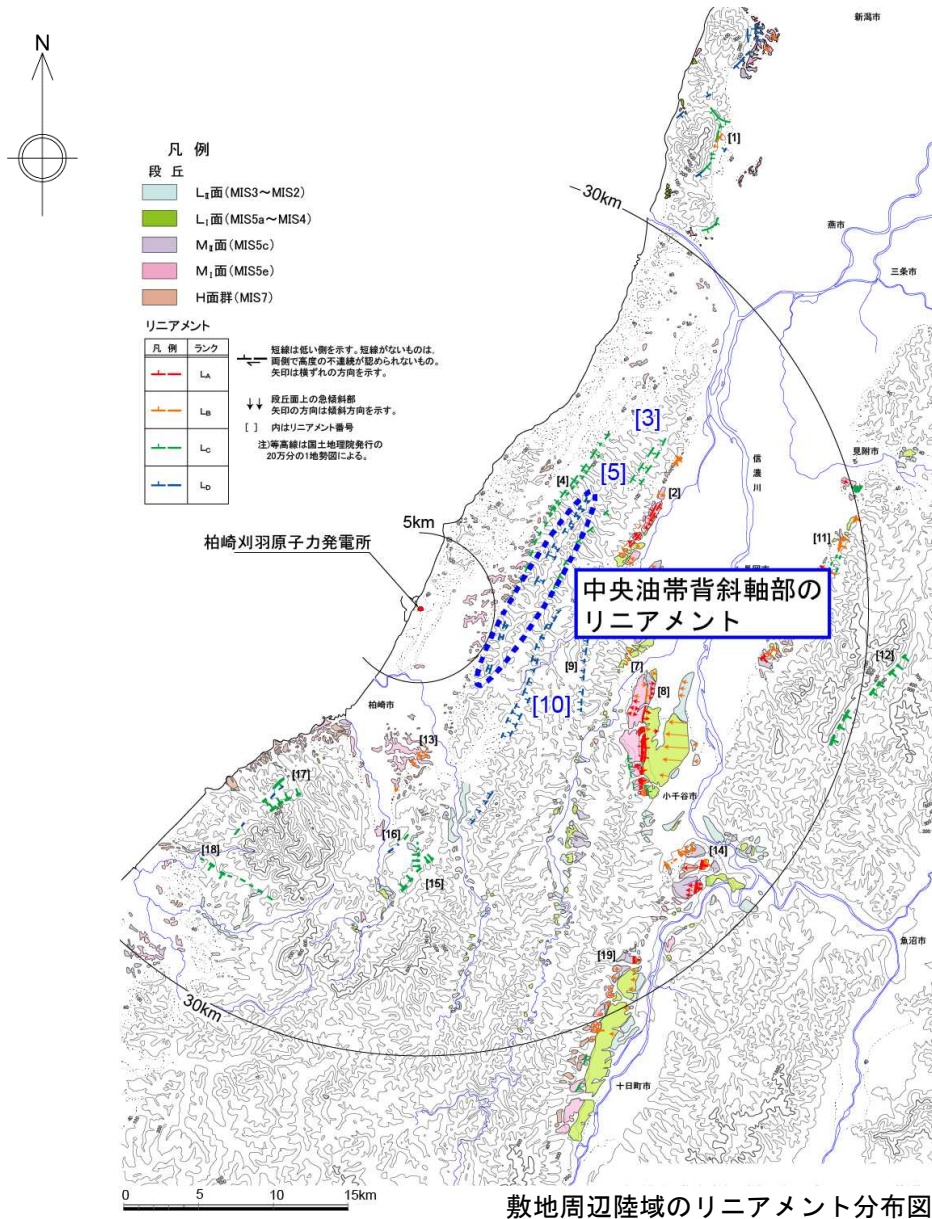 新潟市
N
凡 例
段 丘
LⅡ面(MIS3～MIS2)
LⅠ面(MIS5a～MIS4)
MⅡ面(MIS5c)
MⅠ面(MIS5e)
H面群(MIS7)
リニアメント
凡 例 ランク
LA
LB
LC
LD
短線は低い側を示す。短線がないものは、
両側で高度の不連続が認められないもの。
矢印は横ずれの方向を示す。
段丘面上の急傾斜部
矢印の方向は傾斜方向を示す。
[ ] 内はリニアメント番号
注)等高線は国土地理院発行の
20万分の1地勢図による。
[1]
30km
燕市
三条市
[3]
見附市
[4]
[5]
信濃川
[2]
5km
柏崎刈羽原子力発電所
[11]
中央油帯背斜軸部の
リニアメント
[12]
[9]
[7]
[8]
[10]
柏崎市
[13]
[17]
小千谷市
[16]
[18]
[15]
[14]
魚沼市
[19]
30km
十日町市
0 5 10 15km
敷地周辺陸域のリニアメント分布図